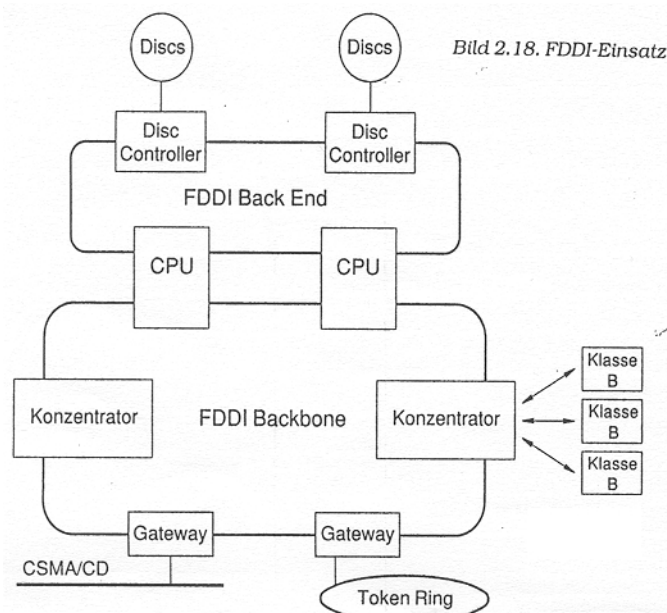 Discs
Discs
Bild 2.18. FDDI-Einsatz
Disc
Controller
Disc
Controller
FDDI Back End
CPU
CPU
Konzentrator
FDDI Backbone
Konzentrator
Klasse
B
Klasse
B
Klasse
B
Gateway
Gateway
CSMA/CD
Token Ring